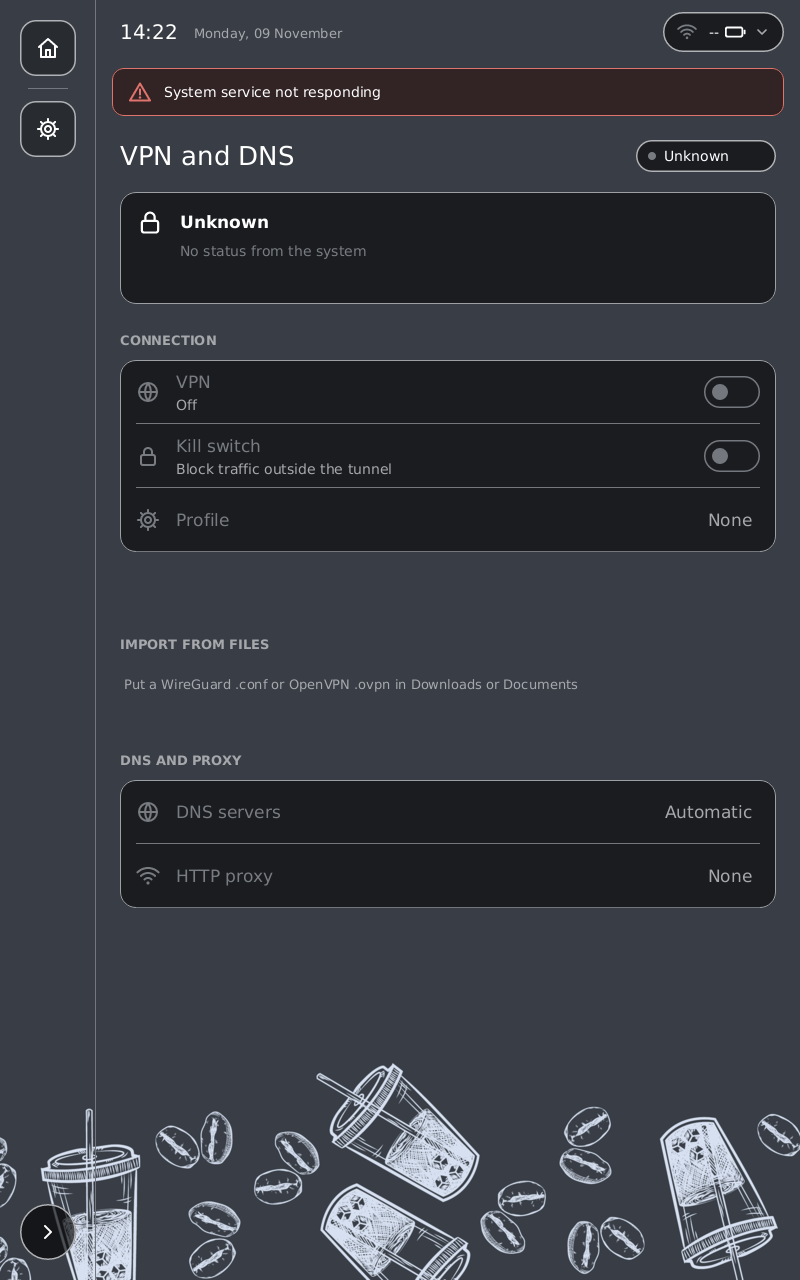 14:22 Monday, 09 November --
System service not responding
VPN and DNS Unknown
Unknown
No status from the system
CONNECTION
VPN
Off
Kill switch
Block traffic outside the tunnel
Profile None
IMPORT FROM FILES
Put a WireGuard .conf or OpenVPN .ovpn in Downloads or Documents
DNS AND PROXY
DNS servers Automatic
HTTP proxy None